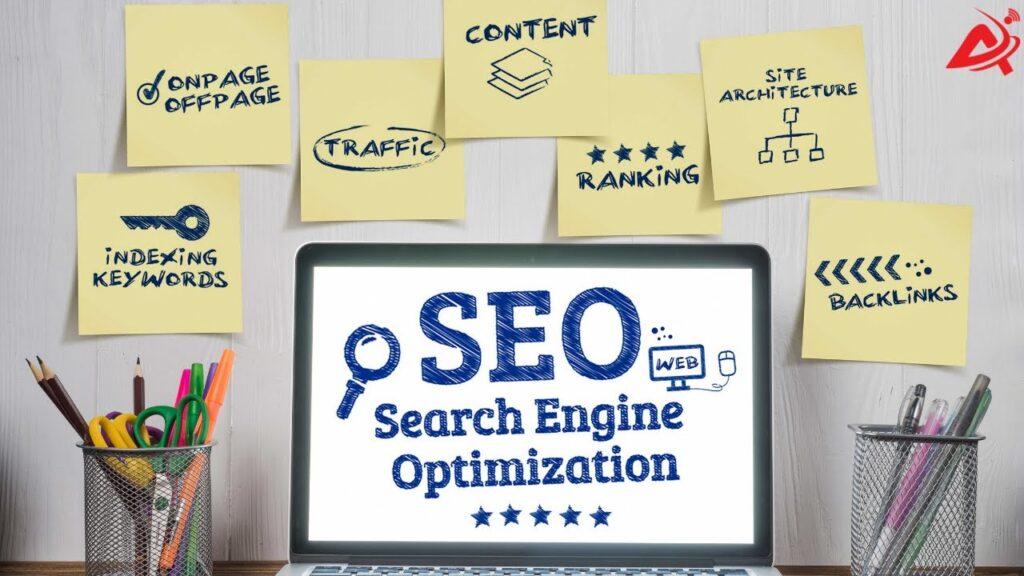 ONPAGE
OFFPAGE
TRAFFIC
CONTENT
RANKING
SITE
ARCHITECTURE
INDEXING
KEYWORDS
BACKLINKS
SEO
WEB
Search Engine
Optimization